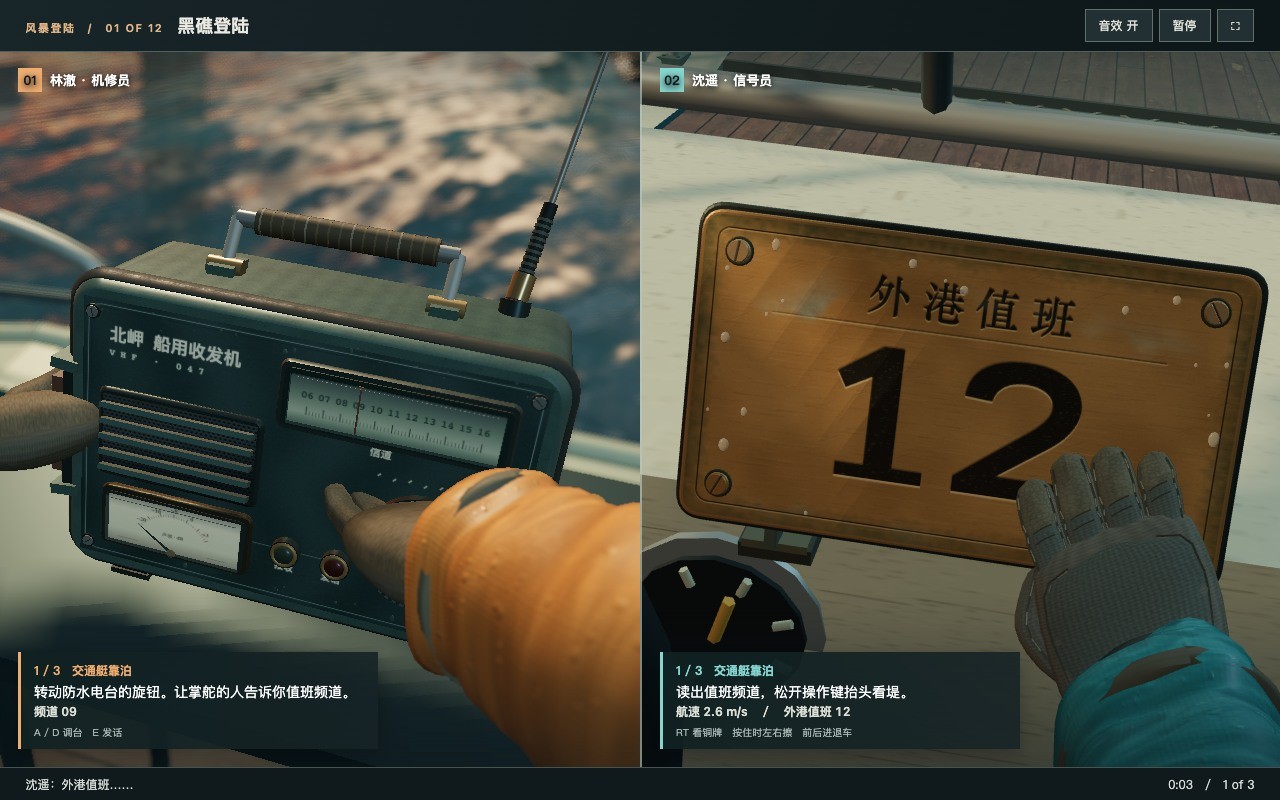 风暴登陆 / 01 OF 12 黑礁登陆
音效 开
暂停
01 林澈 · 机修员
北岬 船用收发机
VHF · 047
06 07 08 09 10 11 12 13 14 15 16
信道
1 / 3 交通艇靠泊
转动防水电台的旋钮。让掌舵的人告诉你值班频道。
频道 09
A / D 调台 E 发话
02 沈遥 · 信号员
外港值班
12
1 / 3 交通艇靠泊
读出值班频道，松开操作键抬头看堤。
航速 2.6 m/s / 外港值班 12
RT 看铜牌 按住时左右擦 前后进退车
沈遥：外港值班……
0:03 / 1 of 3